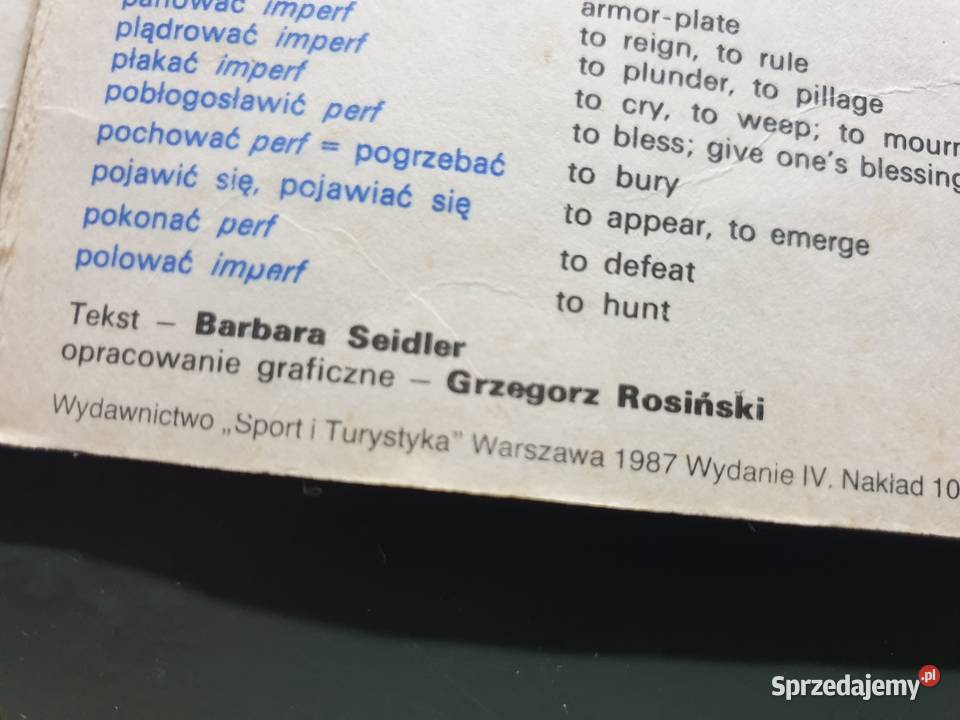 panować imperf
plądrować imperf
płakać imperf
pobłogosławić perf
pochować perf = pogrzebać
pojawić się, pojawiać się
pokonać perf
polować imperf
armor-plate
to reign, to rule
to plunder, to pillage
to cry, to weep; to mourn
to bless; give one's blessing
to bury
to appear, to emerge
to defeat
to hunt
Tekst – Barbara Seidler
opracowanie graficzne – Grzegorz Rosiński
Wydawnictwo „Sport i Turystyka” Warszawa 1987 Wydanie IV. Nakład 10
Sprzedajemy.pl